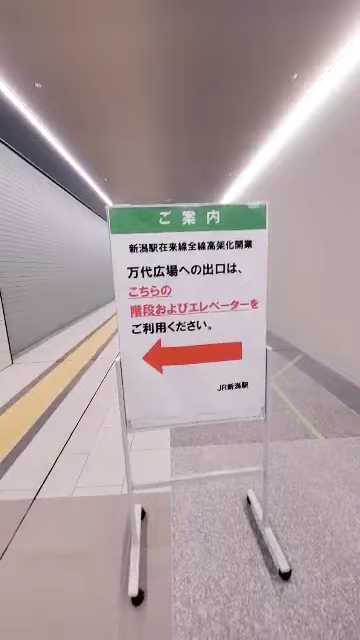 ご案内
新潟駅在来線全線高架化開業
万代広場への出口は、
こちらの
階段およびエレベーターを
ご利用ください。
JR新潟駅